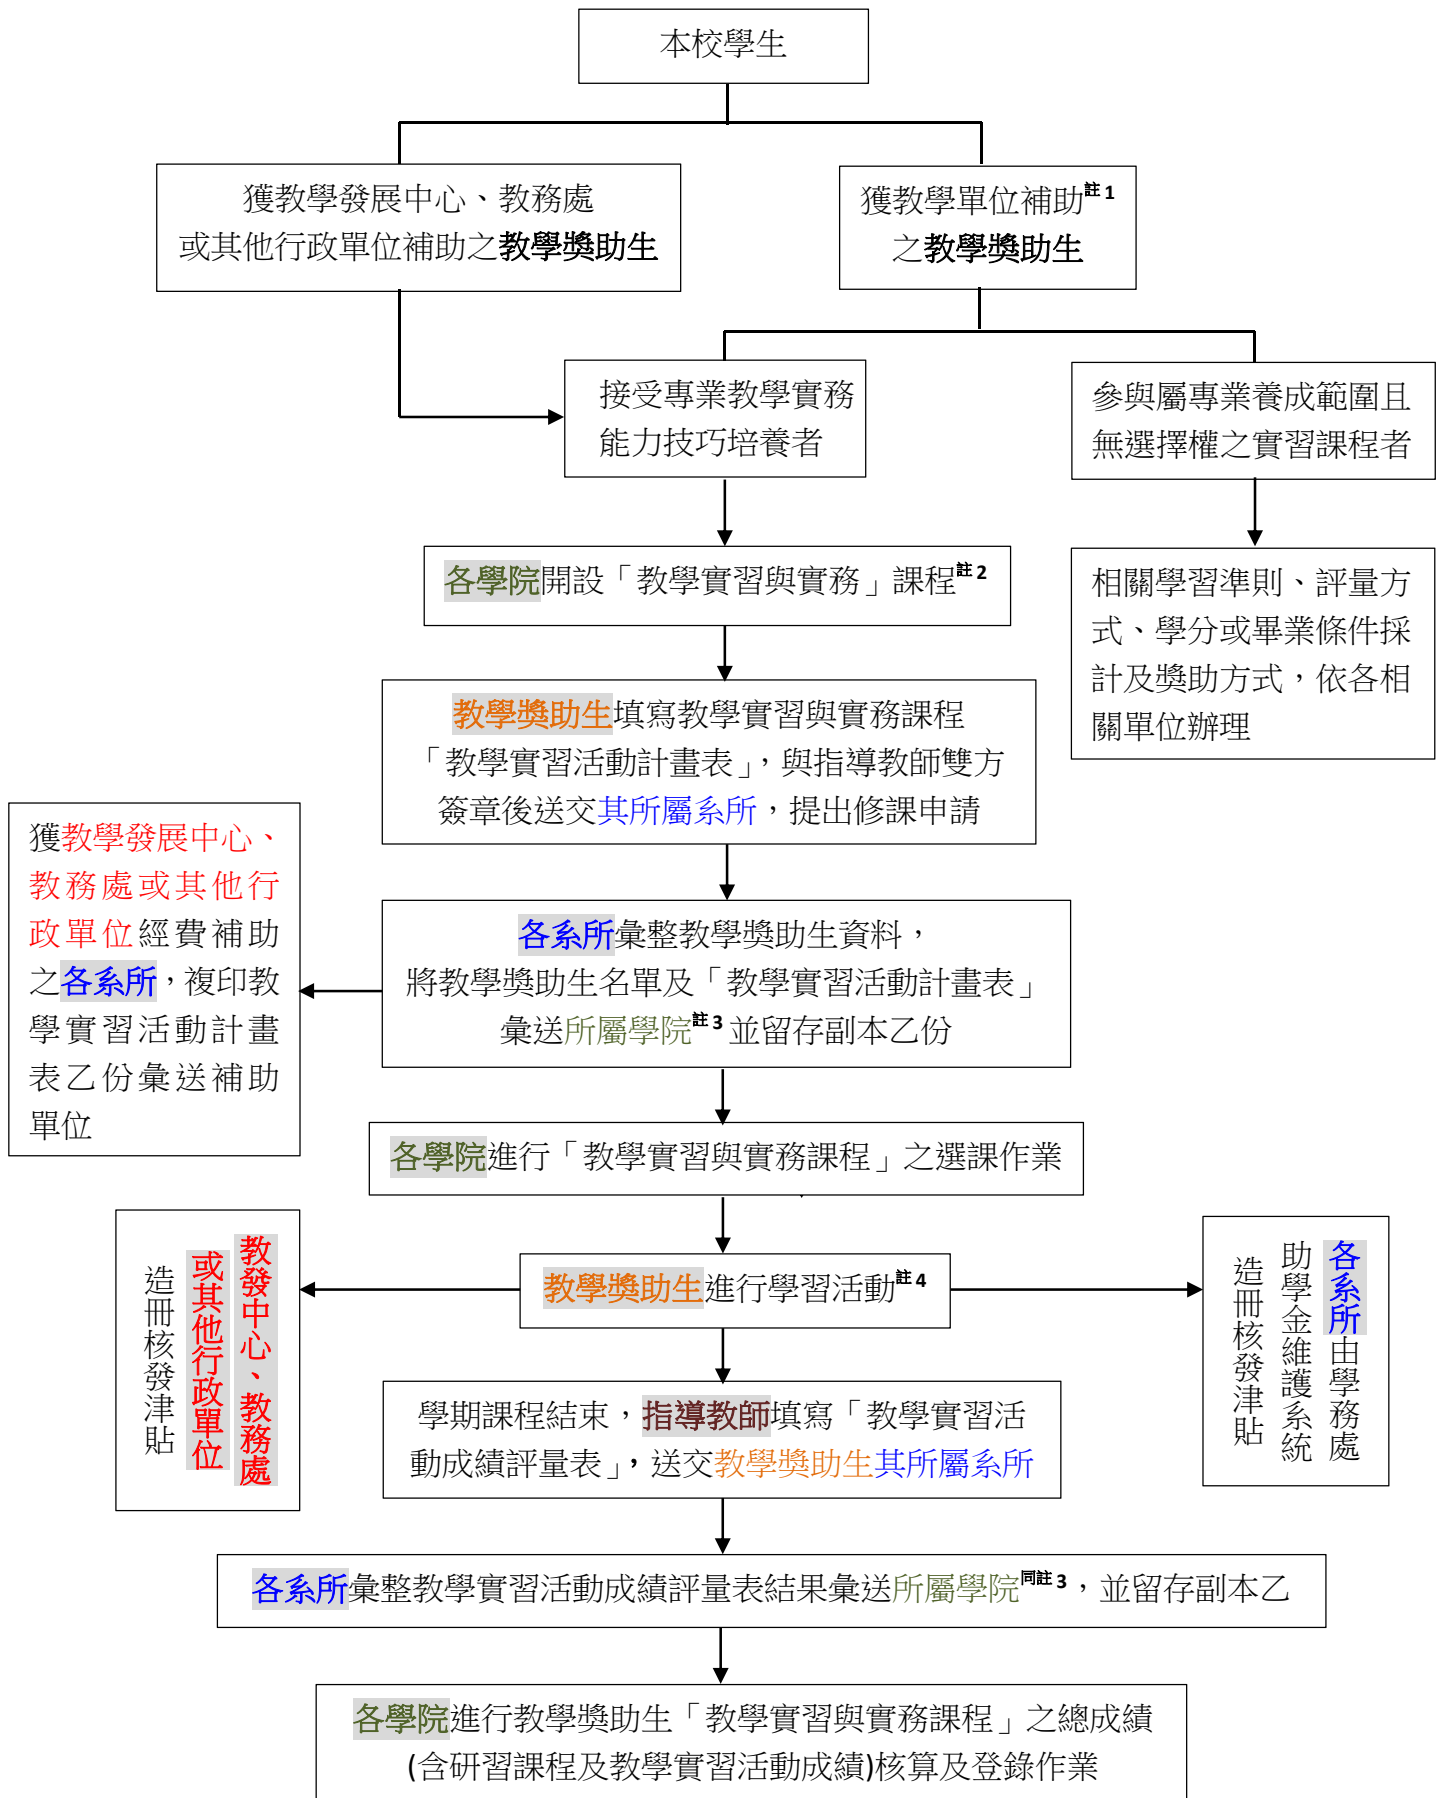 本校學生
獲教學發展中心、教務處
或其他行政單位補助之教學獎助生
獲教學單位補助註1
之教學獎助生
接受專業教學實務
能力技巧培養者
參與屬專業養成範圍且
無選擇權之實習課程者
各學院開設「教學實習與實務」課程註2
相關學習準則、評量方
式、學分或畢業條件採
計及獎助方式，依各相
關單位辦理
教學獎助生填寫教學實習與實務課程
「教學實習活動計畫表」，與指導教師雙方
簽章後送交其所屬系所，提出修課申請
獲教學發展中心、
教務處或其他行
政單位經費補助
之各系所，複印教
學實習活動計畫
表乙份彙送補助
單位
各系所彙整教學獎助生資料，
將教學獎助生名單及「教學實習活動計畫表」
彙送所屬學院註3並留存副本乙份
各學院進行「教學實習與實務課程」之選課作業
教發中心、教務處
或其他行政單位
造冊核發津貼
教學獎助生進行學習活動註4
各系所由學務處
助學金維護系統
造冊核發津貼
學期課程結束，指導教師填寫「教學實習活
動成績評量表」，送交教學獎助生其所屬系所
各系所彙整教學實習活動成績評量表結果彙送所屬學院同註3，並留存副本乙
各學院進行教學獎助生「教學實習與實務課程」之總成績
(含研習課程及教學實習活動成績)核算及登錄作業